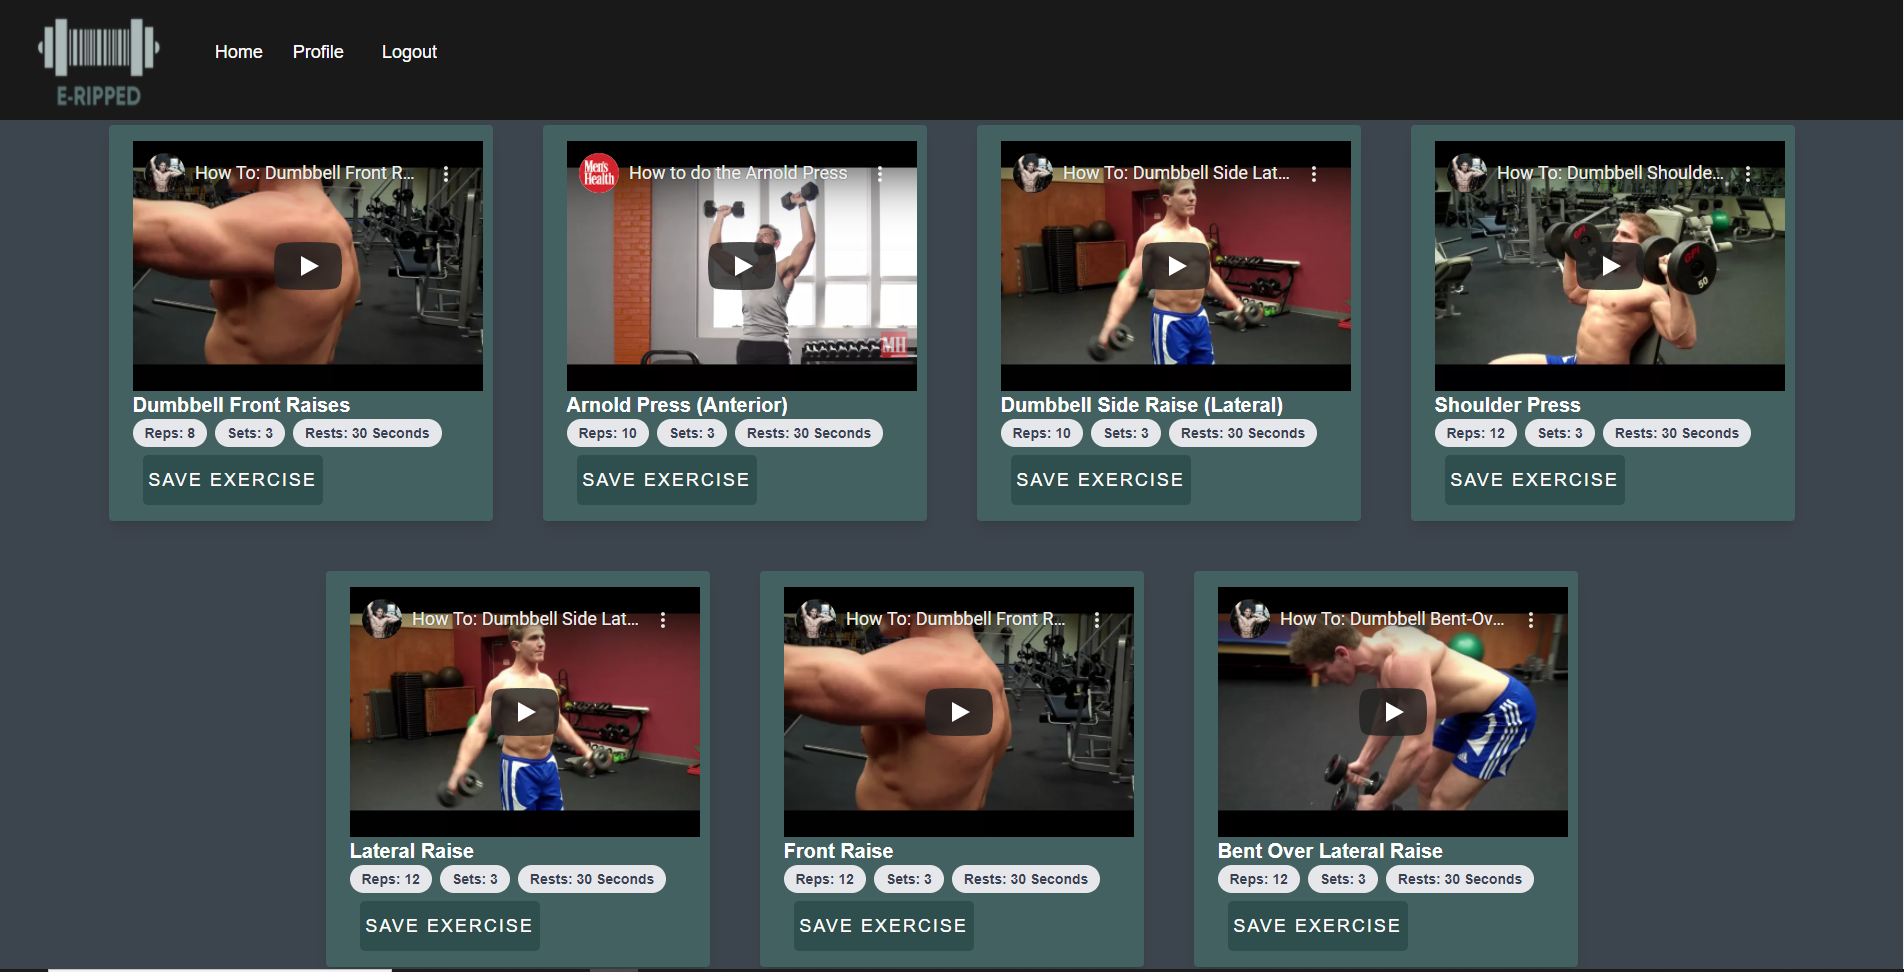 E-RIPPED
Home Profile Logout
How To: Dumbbell Front R...
Men's Health
How to do the Arnold Press
MH
How To: Dumbbell Side Lat...
How To: Dumbbell Shoulde...
50
Dumbbell Front Raises
Reps: 8 Sets: 3 Rests: 30 Seconds
SAVE EXERCISE
Arnold Press (Anterior)
Reps: 10 Sets: 3 Rests: 30 Seconds
SAVE EXERCISE
Dumbbell Side Raise (Lateral)
Reps: 10 Sets: 3 Rests: 30 Seconds
SAVE EXERCISE
Shoulder Press
Reps: 12 Sets: 3 Rests: 30 Seconds
SAVE EXERCISE
How To: Dumbbell Side Lat...
How To: Dumbbell Front R...
How To: Dumbbell Bent-Ov...
Lateral Raise
Reps: 12 Sets: 3 Rests: 30 Seconds
SAVE EXERCISE
Front Raise
Reps: 12 Sets: 3 Rests: 30 Seconds
SAVE EXERCISE
Bent Over Lateral Raise
Reps: 12 Sets: 3 Rests: 30 Seconds
SAVE EXERCISE